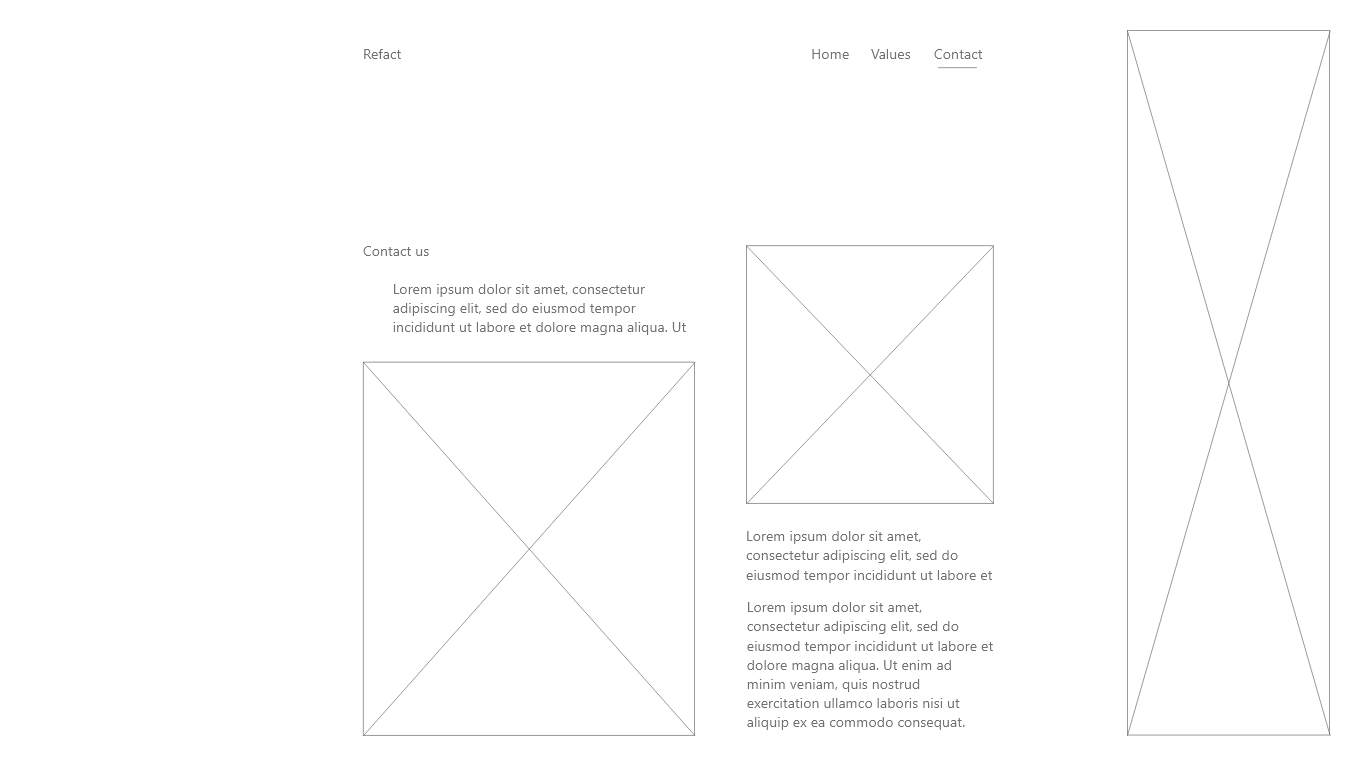 Refact
Home Values Contact
Contact us
Lorem ipsum dolor sit amet, consectetur
adipiscing elit, sed do eiusmod tempor
incididunt ut labore et dolore magna aliqua. Ut
Lorem ipsum dolor sit amet,
consectetur adipiscing elit, sed do
eiusmod tempor incididunt ut labore et
Lorem ipsum dolor sit amet,
consectetur adipiscing elit, sed do
eiusmod tempor incididunt ut labore et
dolore magna aliqua. Ut enim ad
minim veniam, quis nostrud
exercitation ullamco laboris nisi ut
aliquip ex ea commodo consequat.